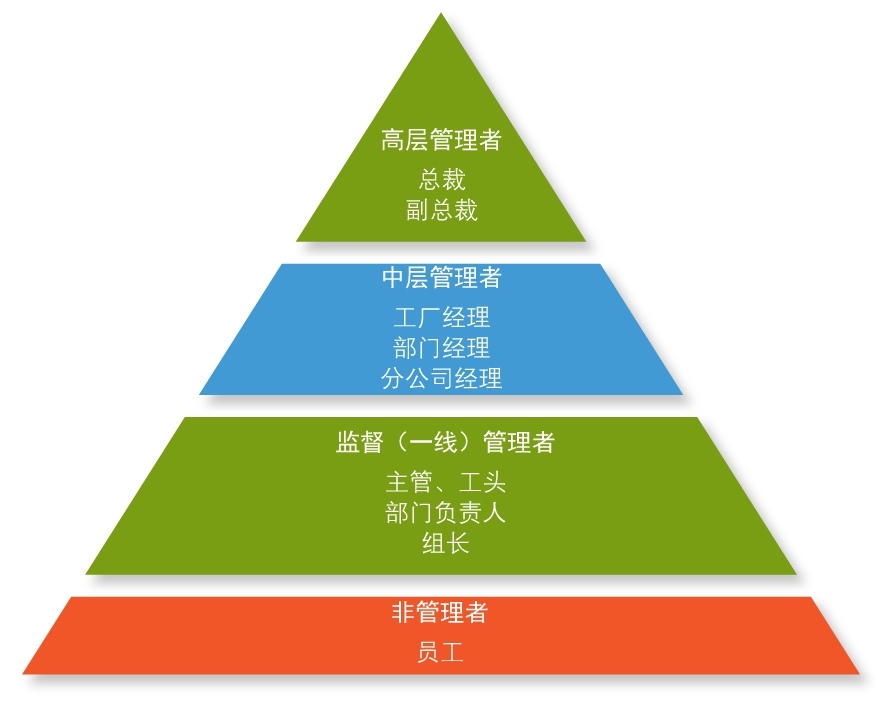 高层管理者
总裁
副总裁
中层管理者
工厂经理
部门经理
分公司经理
监督（一线）管理者
主管、工头
部门负责人
组长
非管理者
员工